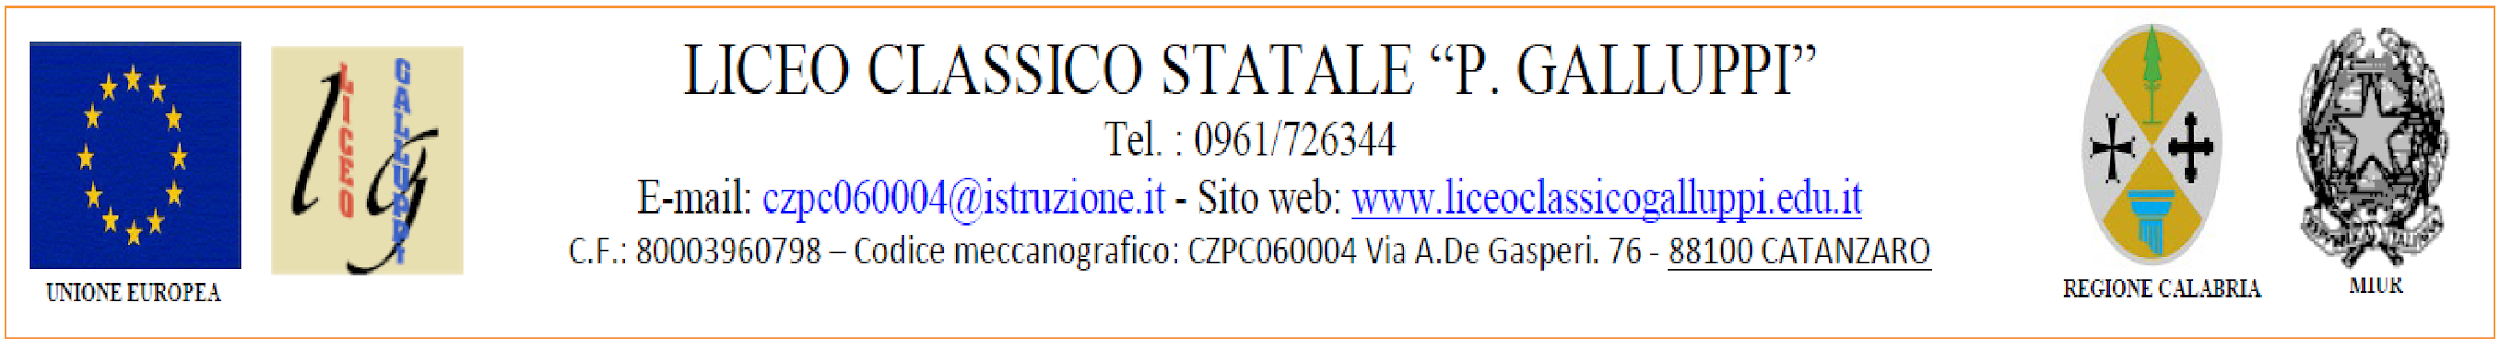 LICEO CLASSICO STATALE “P. GALLUPPI”
Tel. : 0961/726344
E-mail: czpc060004@istruzione.it - Sito web: www.liceoclassicogalluppi.edu.it
C.F.: 80003960798 – Codice meccanografico: CZPC060004 Via A.De Gasperi. 76 - 88100 CATANZARO
UNIONE EUROPEA
lg
LICEO
GALLUPPI
REGIONE CALABRIA
MIUR